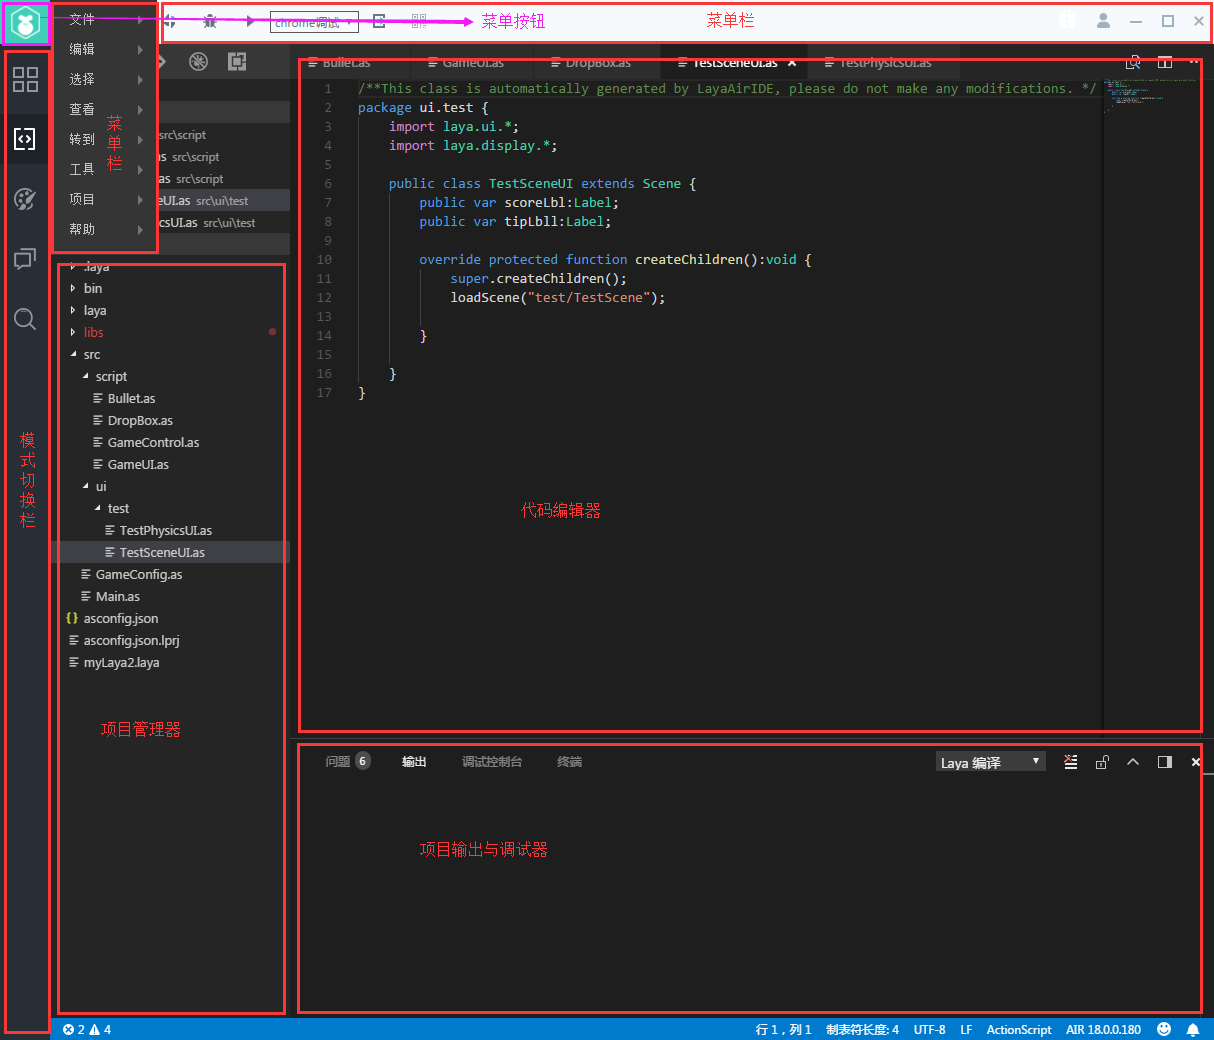 文件
chrome调试
菜单按钮
菜单栏
编辑
选择
查看
转到
工具
项目
帮助
菜单栏
src\script
as src\script
as src\script
eUI.as src\ui\test
csUI.as src\ui\test
.laya
bin
laya
libs
src
script
Bullet.as
DropBox.as
GameControl.as
GameUI.as
ui
test
TestPhysicsUI.as
TestSceneUI.as
GameConfig.as
Main.as
asconfig.json
asconfig.json.lprj
myLaya2.laya
项目管理器
模式切换栏
Bullet.as GameUI.as DropBox.as TestSceneUI.as TestPhysicsUI.as
1 /**This class is automatically generated by LayaAirIDE, please do not make any modifications. */
2 package ui.test {
3 import laya.ui.*;
4 import laya.display.*;
5
6 public class TestSceneUI extends Scene {
7 public var scoreLbl:Label;
8 public var tipLbll:Label;
9
10 override protected function createChildren():void {
11 super.createChildren();
12 loadScene("test/TestScene");
13
14 }
15
16 }
17 }
代码编辑器
问题 6 输出 调试控制台 终端 Laya 编译
项目输出与调试器
2 4 行 1，列 1 制表符长度: 4 UTF-8 LF ActionScript AIR 18.0.0.180